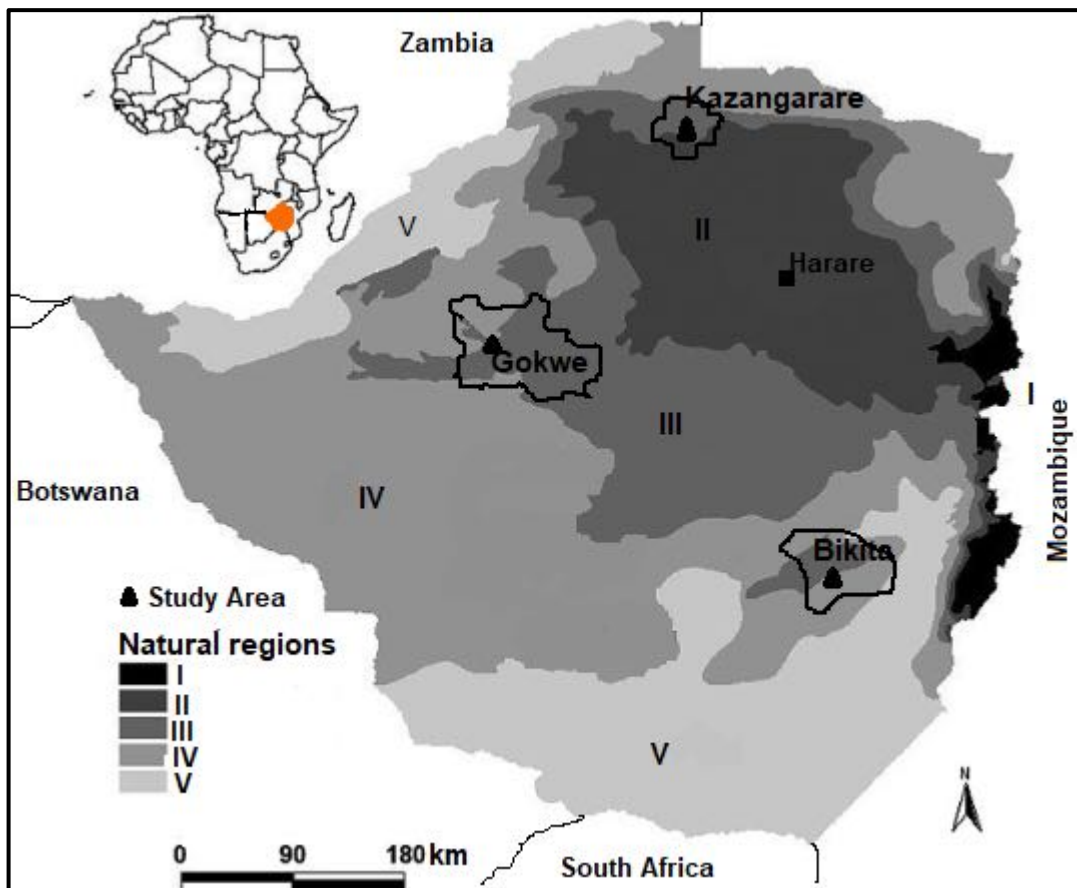 Zambia
Kazangarare
V
II
Harare
Gokwe
I
III
Mozambique
Botswana
IV
Bikita
Study Area
Natural regions
I
II
III
IV
V
V
N
0 90 180 km
South Africa